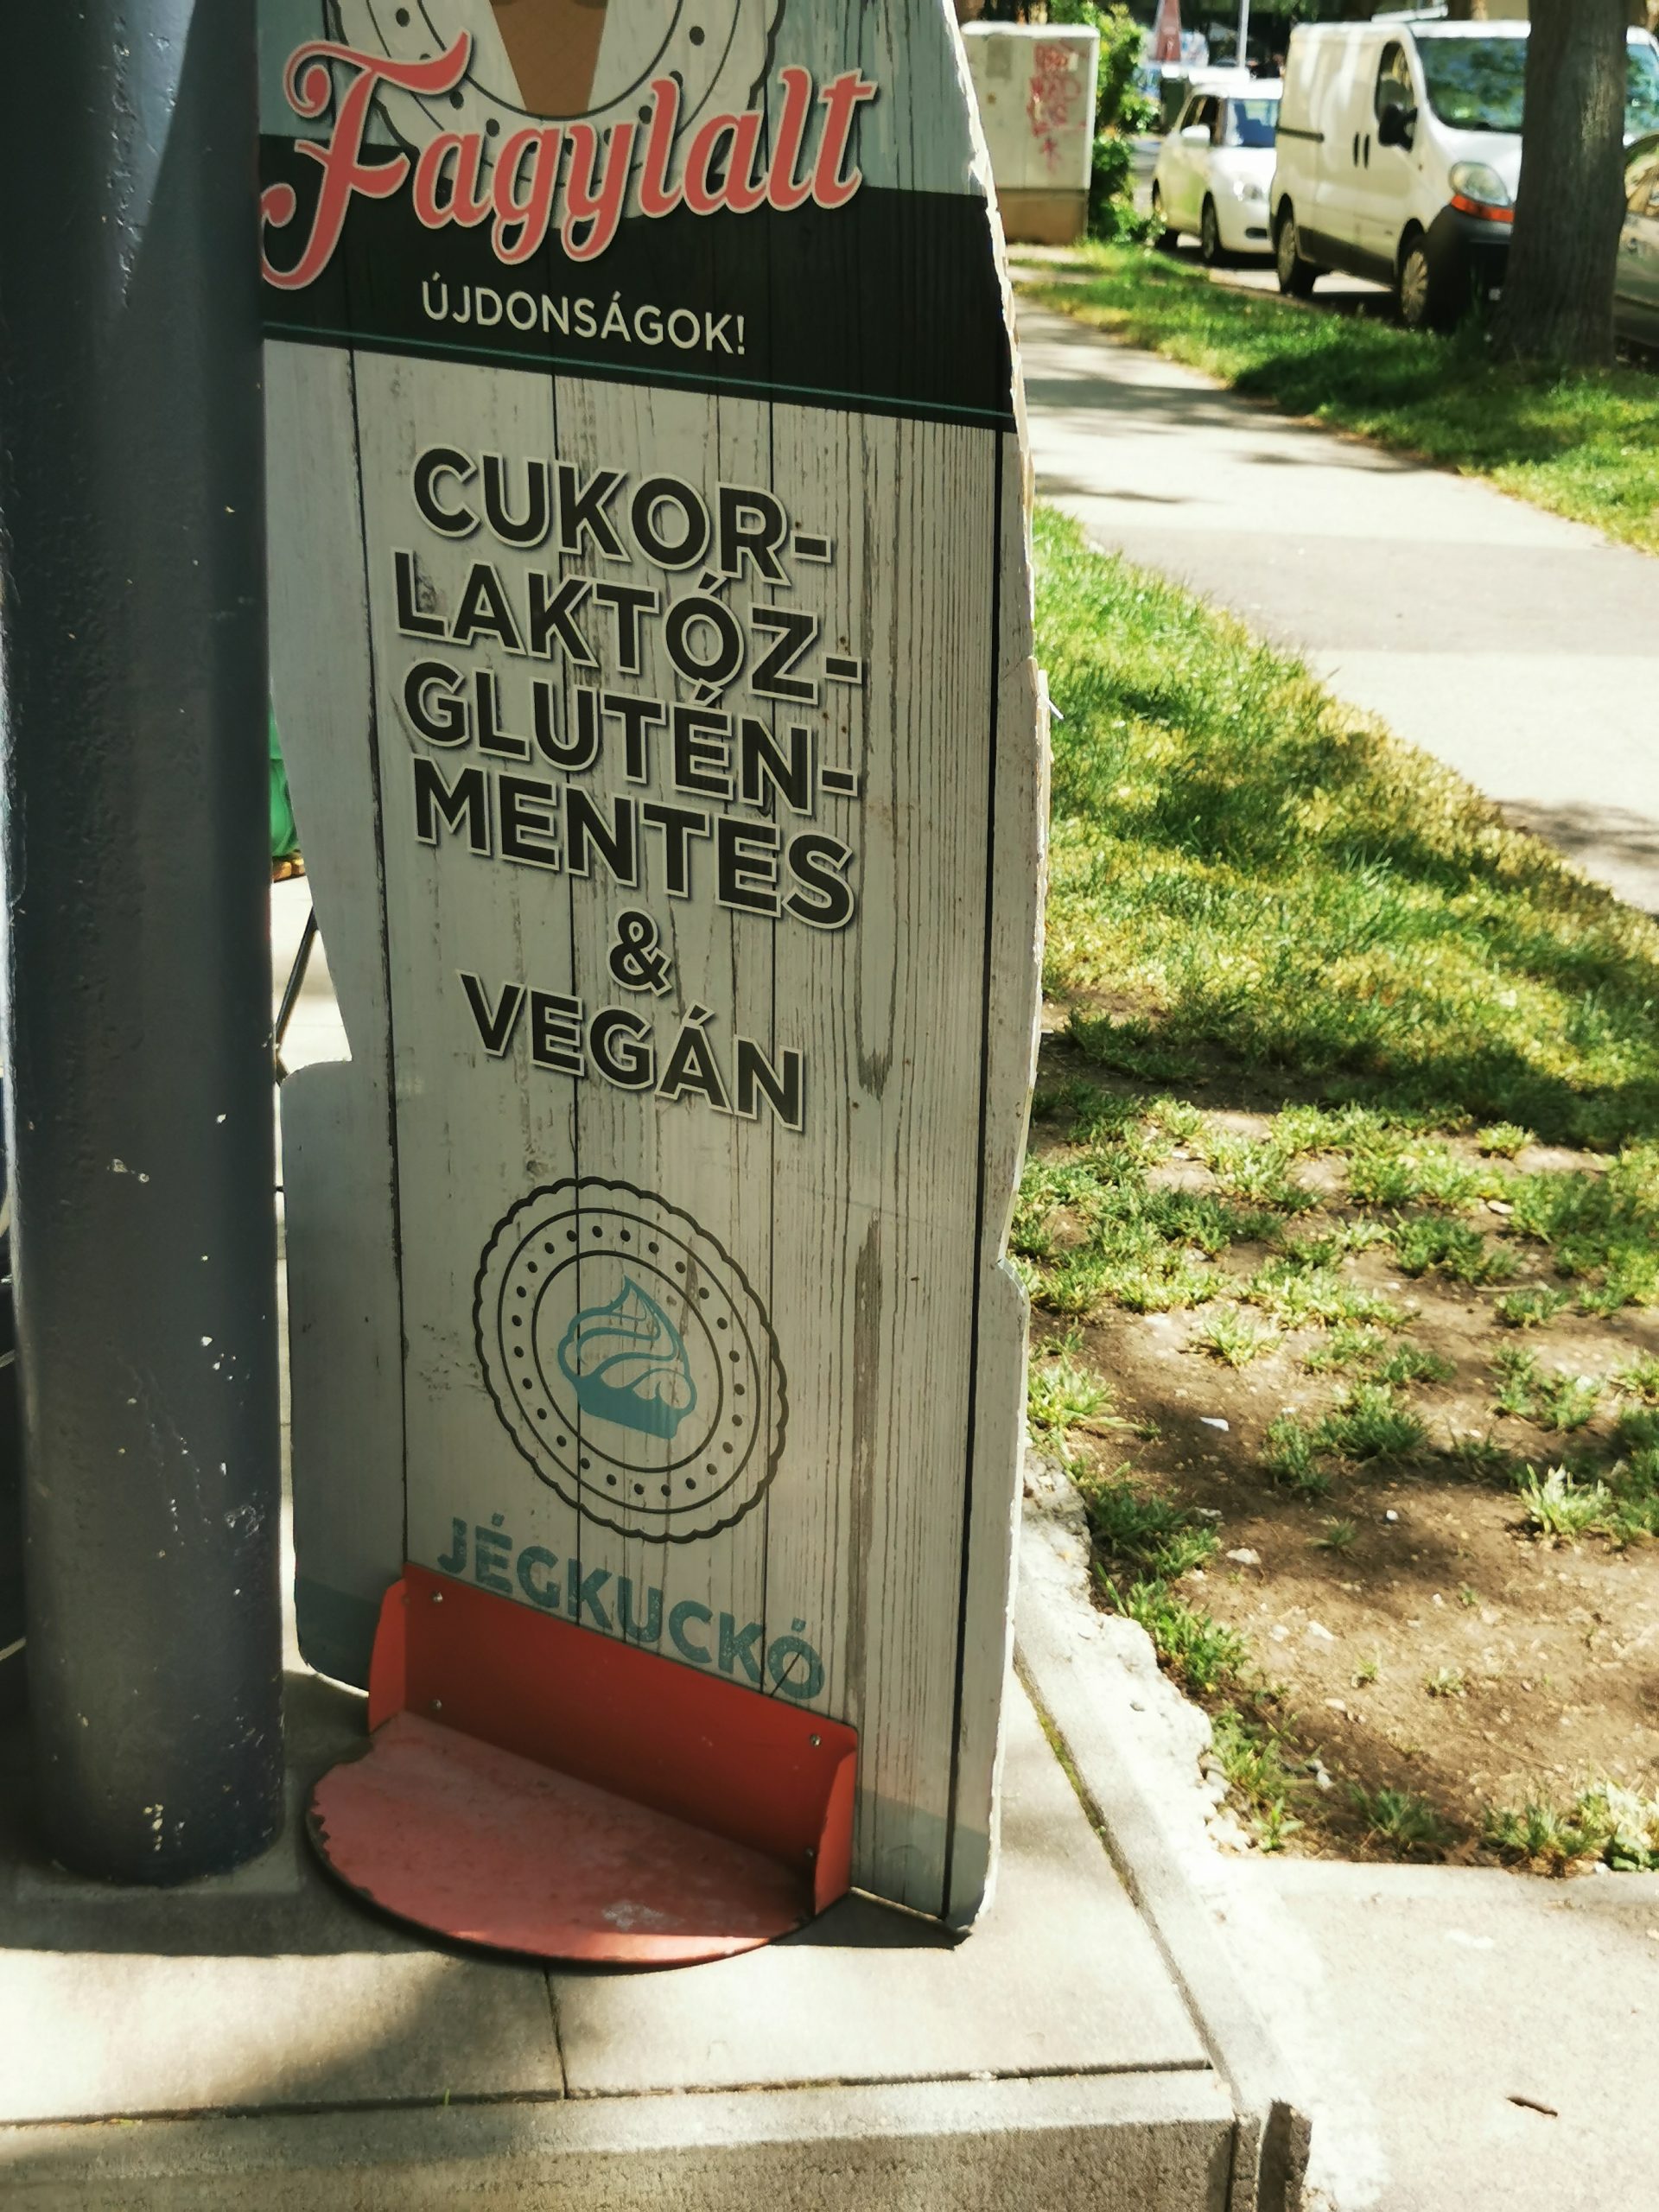 Fagylalt
ÚJDONSÁGOK!
CUKOR-
LAKTÓZ-
GLUTÉN-
MENTES
&
VEGÁN
JÉGKUCKÓ